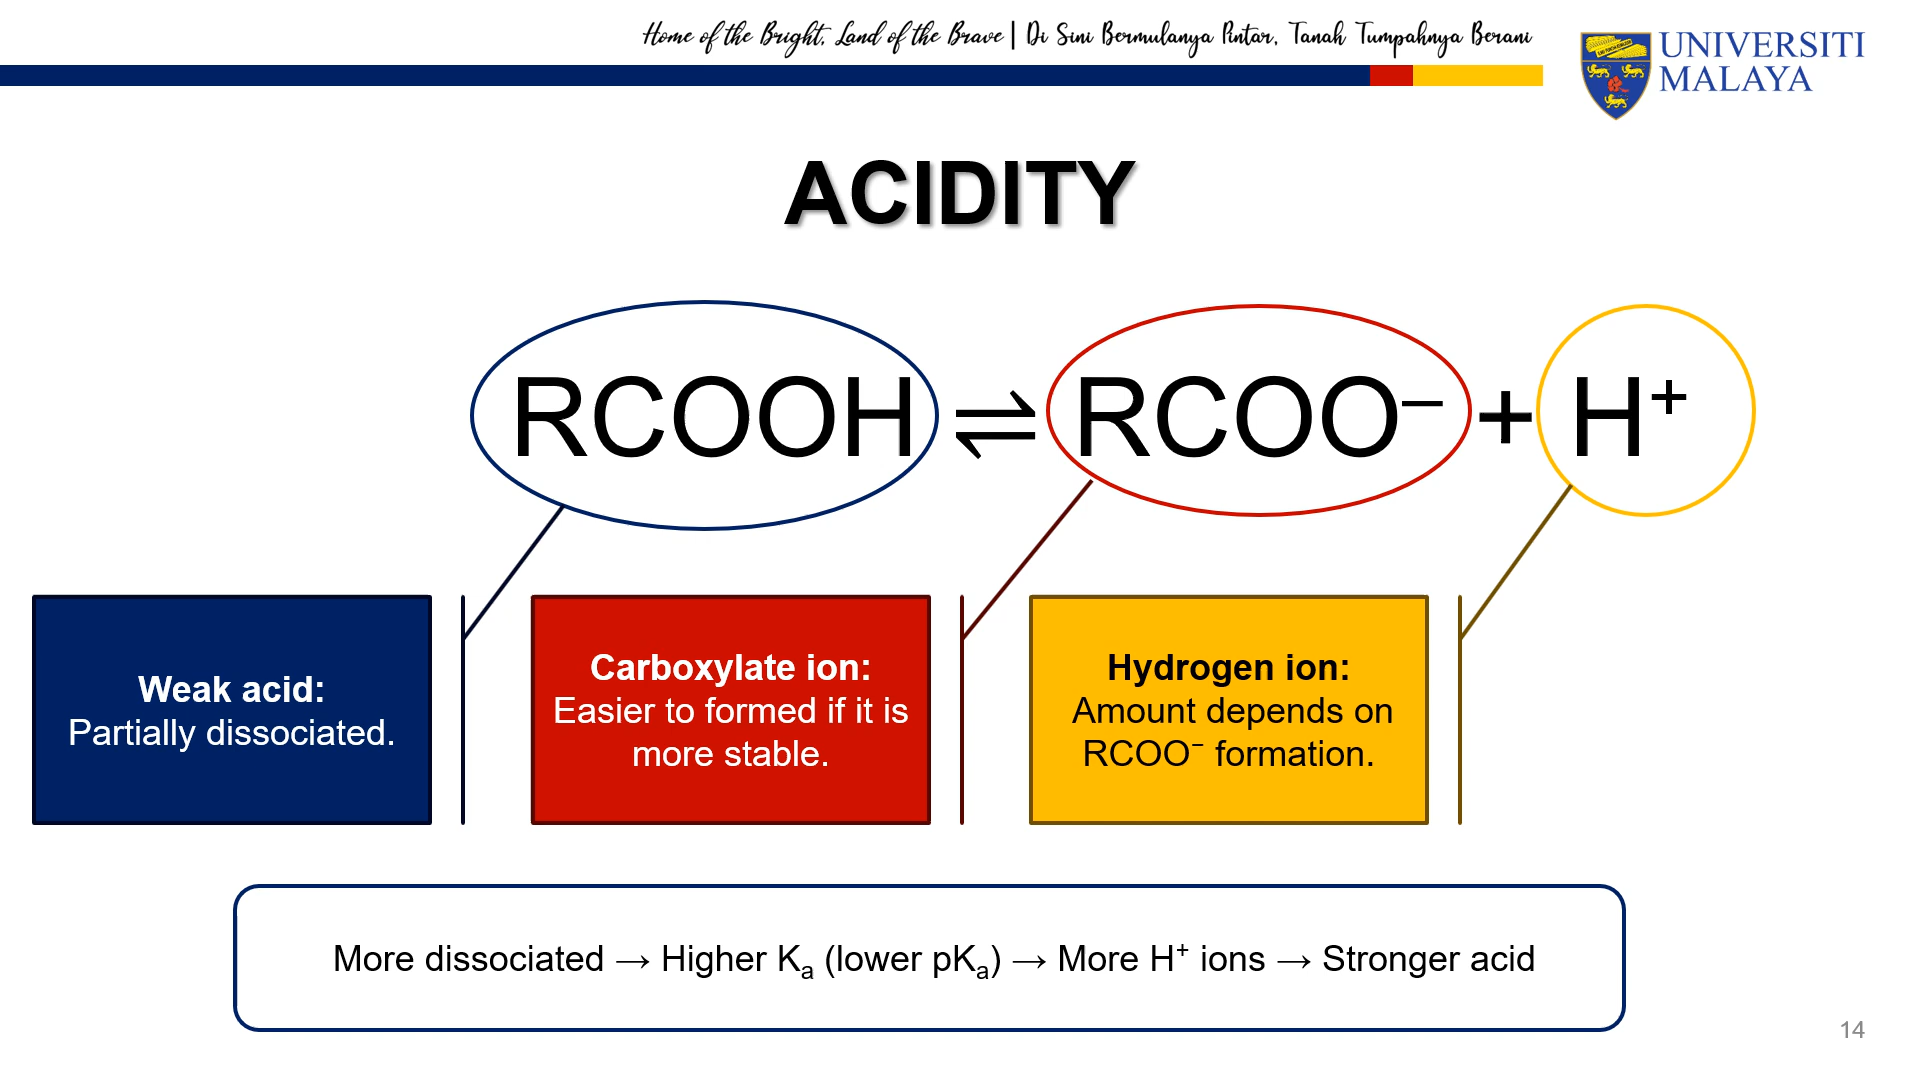 Home of the Bright, Land of the Brave | Di Sini Bermulanya Pintar, Tanah Tumpahnya Berani
UNIVERSITI
MALAYA
ACIDITY
RCOOH ⇌ RCOO⁻ + H⁺
Weak acid:
Partially dissociated.
Carboxylate ion:
Easier to formed if it is
more stable.
Hydrogen ion:
Amount depends on
RCOO⁻ formation.
More dissociated → Higher Kₐ (lower pKₐ) → More H⁺ ions → Stronger acid
14